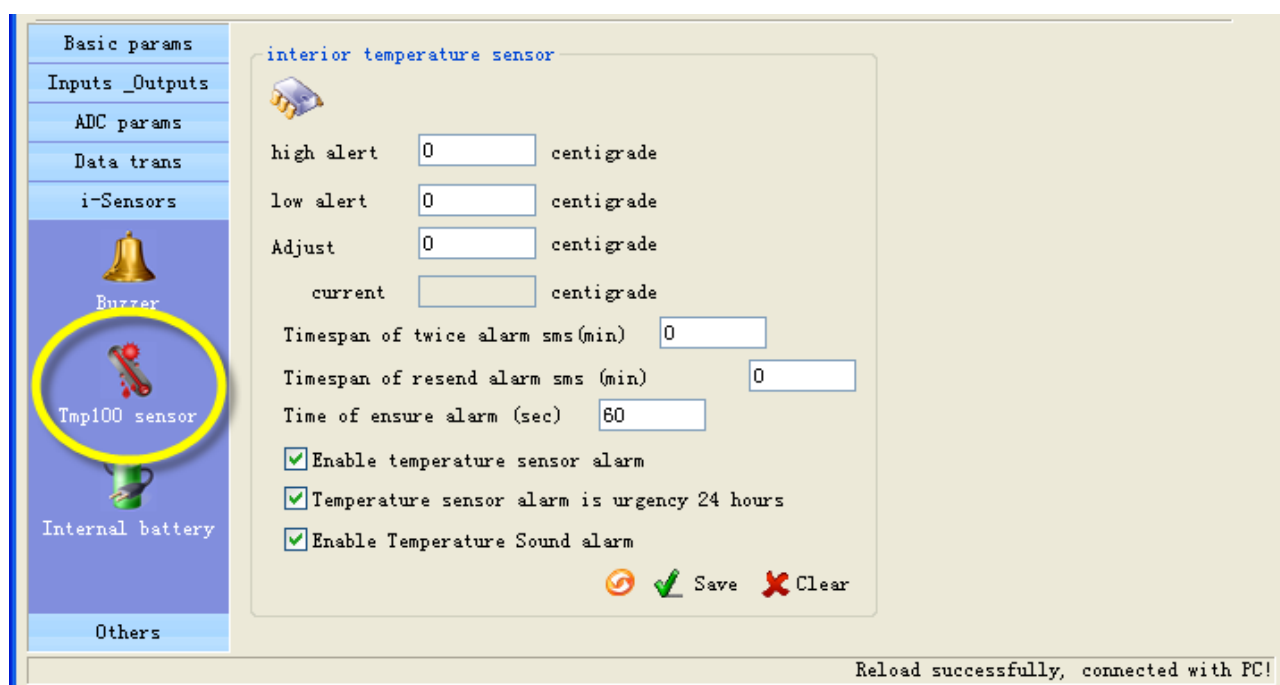 Basic params
Inputs _Outputs
ADC params
Data trans
i-Sensors
Buzzer
Tmp100 sensor
Internal battery
Others
interior temperature sensor
high alert 0 centigrade
low alert 0 centigrade
Adjust 0 centigrade
current centigrade
Timespan of twice alarm sms(min) 0
Timespan of resend alarm sms (min) 0
Time of ensure alarm (sec) 60
Enable temperature sensor alarm
Temperature sensor alarm is urgency 24 hours
Enable Temperature Sound alarm
Save Clear
Reload successfully, connected with PC!